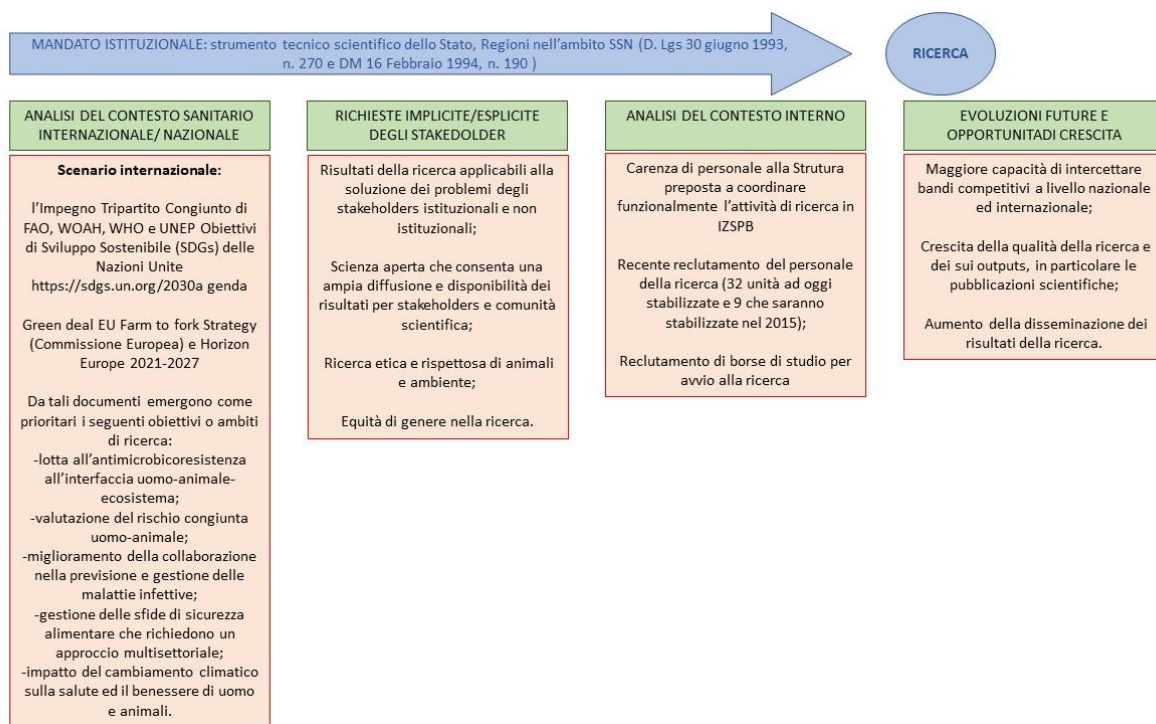 MANDATO ISTITUZIONALE: strumento tecnico scientifico dello Stato, Regioni nell'ambito SSN (D. Lgs 30 giugno 1993,
n. 270 e DM 16 Febbraio 1994, n. 190 )
RICERCA
ANALISI DEL CONTESTO SANITARIO
INTERNAZIONALE/ NAZIONALE
Scenario internazionale:
l'Impegno Tripartito Congiunto di
FAO, WOAH, WHO e UNEP Obiettivi
di Sviluppo Sostenibile (SDGs) delle
Nazioni Unite
https://sdgs.un.org/2030a genda
Green deal EU Farm to fork Strategy
(Commissione Europea) e Horizon
Europe 2021-2027
Da tali documenti emergono come
prioritari i seguenti obiettivi o ambiti
di ricerca:
-lotta all'antimicrobicoresistenza
all'interfaccia uomo-animale-
ecosistema;
-valutazione del rischio congiunta
uomo-animale;
-miglioramento della collaborazione
nella previsione e gestione delle
malattie infettive;
-gestione delle sfide di sicurezza
alimentare che richiedono un
approccio multisettoriale;
-impatto del cambiamento climatico
sulla salute ed il benessere di uomo
e animali.
RICHIESTE IMPLICITE/ESPLICITE
DEGLI STAKEDOLDER
Risultati della ricerca applicabili alla
soluzione dei problemi degli
stakeholders istituzionali e non
istituzionali;
Scienza aperta che consenta una
ampia diffusione e disponibilità dei
risultati per stakeholders e comunità
scientifica;
Ricerca etica e rispettosa di animali
e ambiente;
Equità di genere nella ricerca.
ANALISI DEL CONTESTO INTERNO
Carenza di personale alla Strutura
preposta a coordinare
funzionalmente l'attività di ricerca in
IZSPB
Recente reclutamento del personale
della ricerca (32 unità ad oggi
stabilizzate e 9 che saranno
stabilizzate nel 2015);
Reclutamento di borse di studio per
avvio alla ricerca
EVOLUZIONI FUTURE E
OPPORTUNITADI CRESCITA
Maggiore capacità di intercettare
bandi competitivi a livello nazionale
ed internazionale;
Crescita della qualità della ricerca e
dei sui outputs, in particolare le
pubblicazioni scientifiche;
Aumento della disseminazione dei
risultati della ricerca.